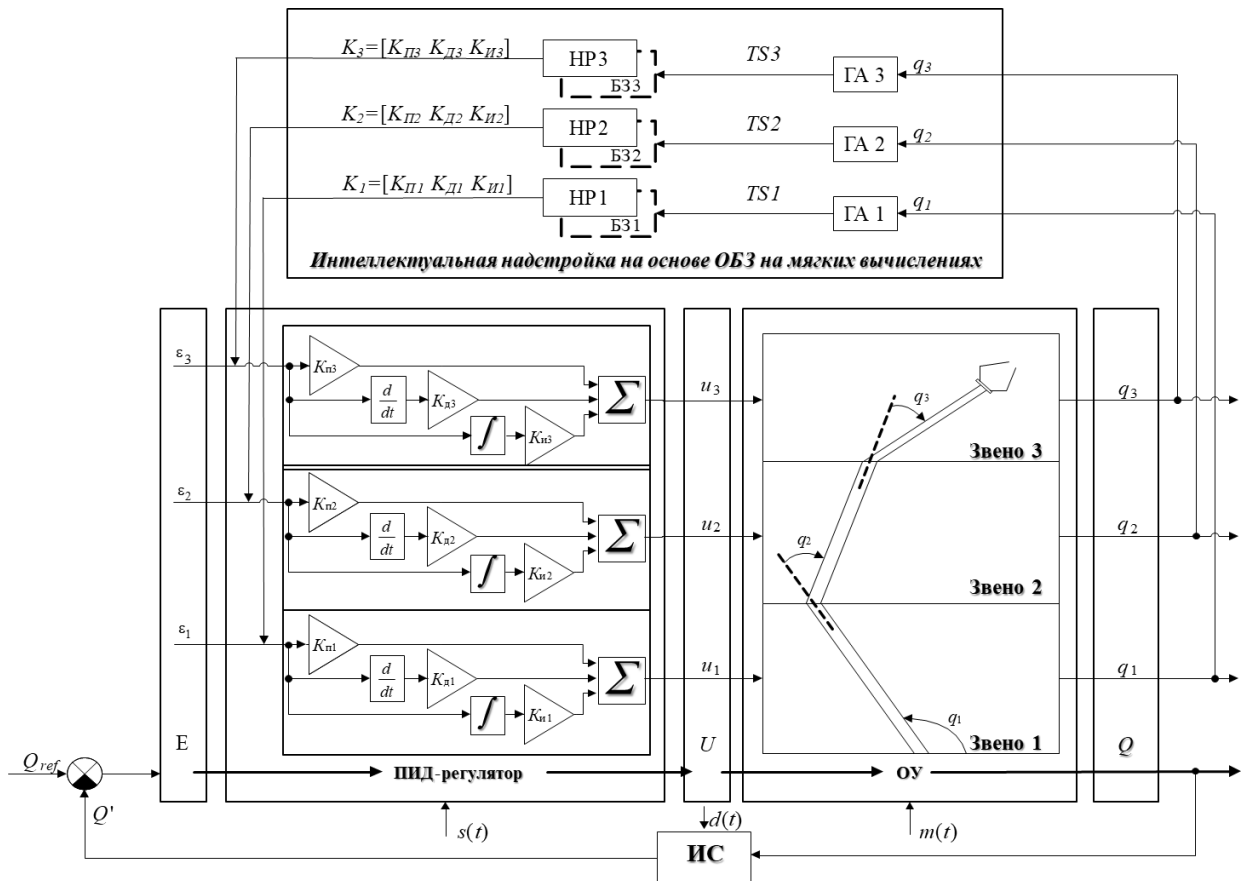 K3=[KП3 KД3 KИ3]
НР3
БЗ3
TS3
ГА 3
q3
K2=[KП2 KД2 KИ2]
НР2
БЗ2
TS2
ГА 2
q2
K1=[KП1 KД1 KИ1]
НР1
БЗ1
TS1
ГА 1
q1
Интеллектуальная надстройка на основе ОБЗ на мягких вычислениях
ε3
Kп3
d
dt
Kд3
∫
Kи3
Σ
u3
q3
Звено 3
q3
ε2
Kп2
d
dt
Kд2
∫
Kи2
Σ
u2
q2
Звено 2
q2
ε1
Kп1
d
dt
Kд1
∫
Kи1
Σ
u1
q1
Звено 1
q1
Qref
Q'
E
ПИД-регулятор
U
ОУ
Q
s(t)
d(t)
m(t)
ИС